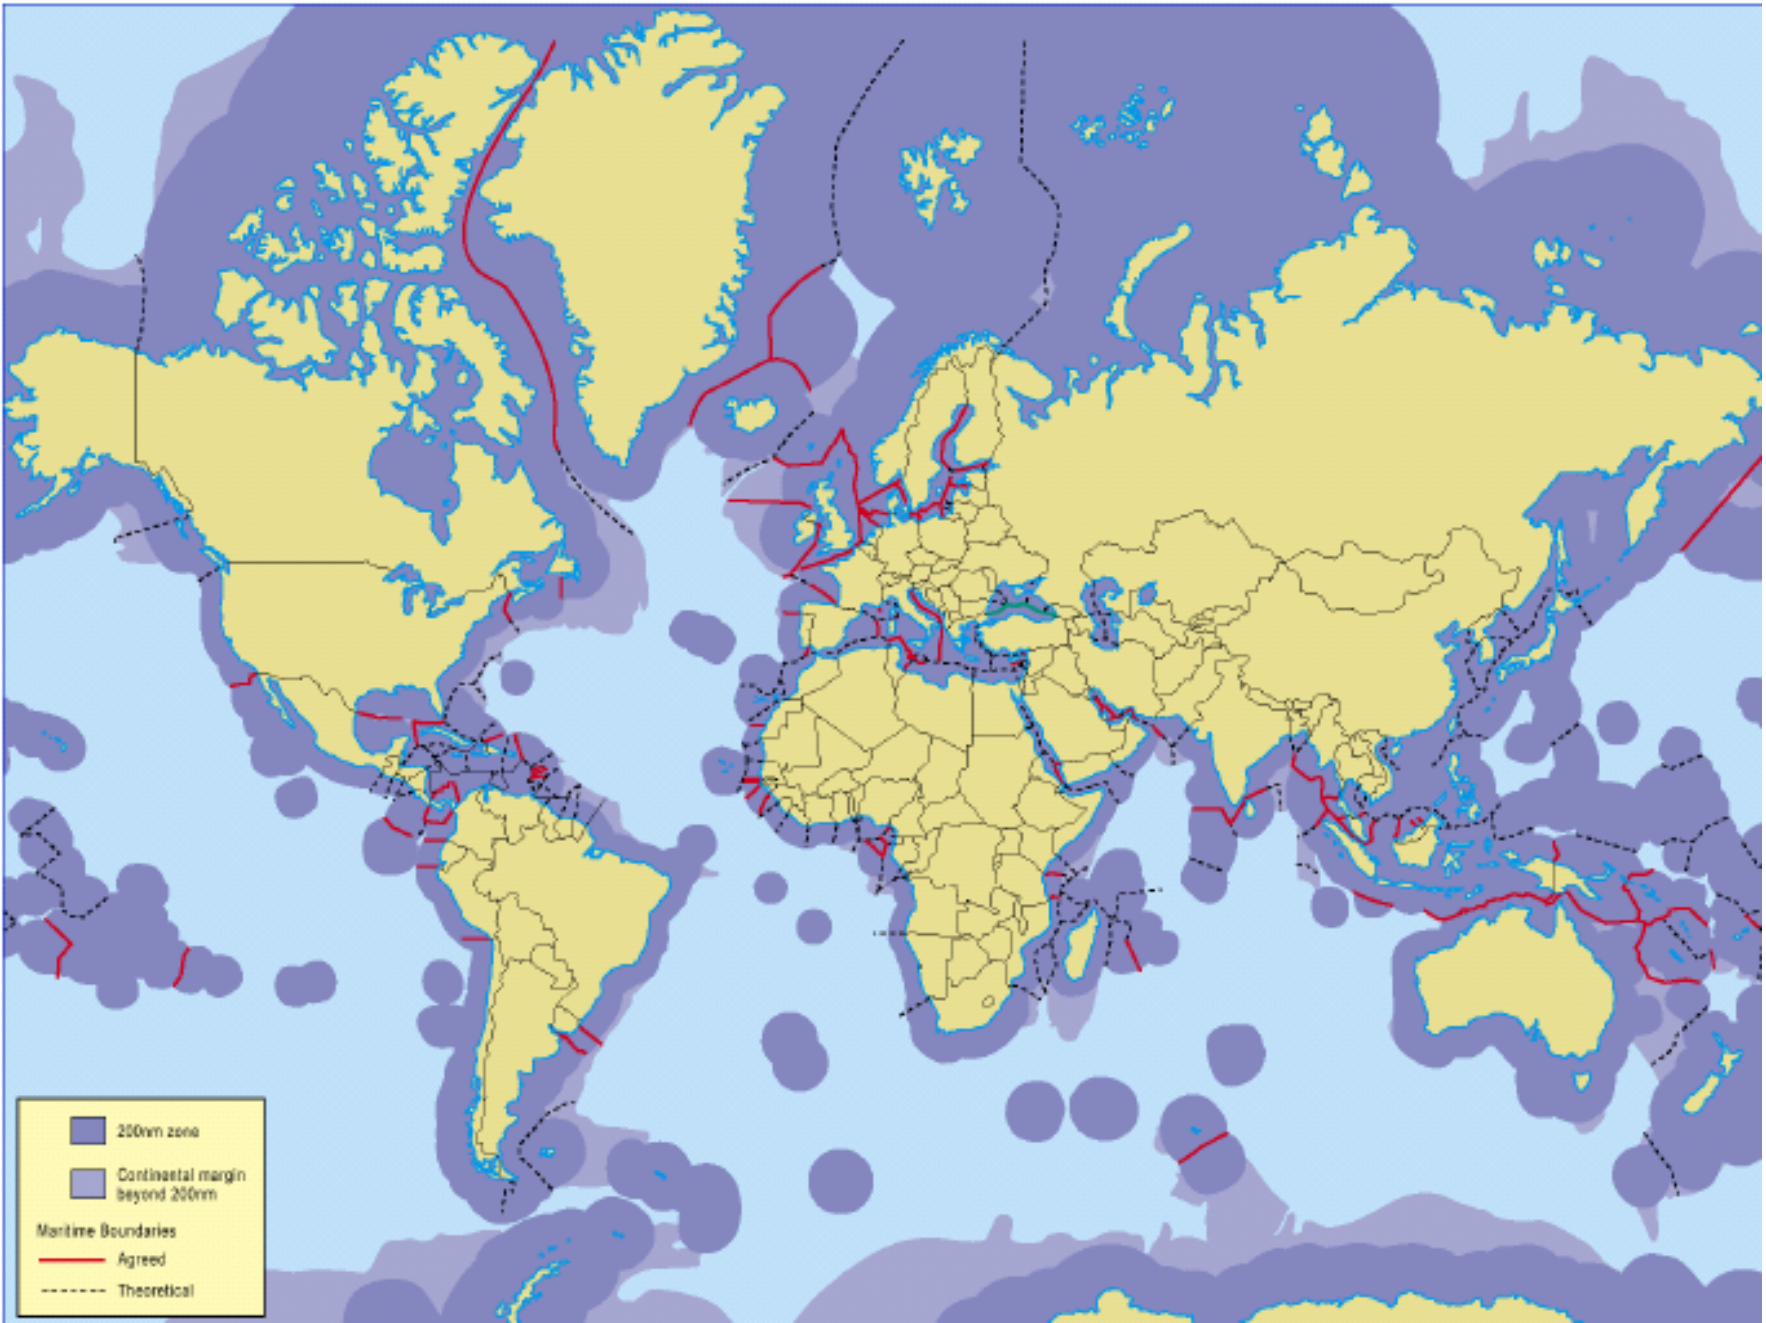 200nm zone
Continental margin
beyond 200nm
Maritime Boundaries
Agreed
Theoretical